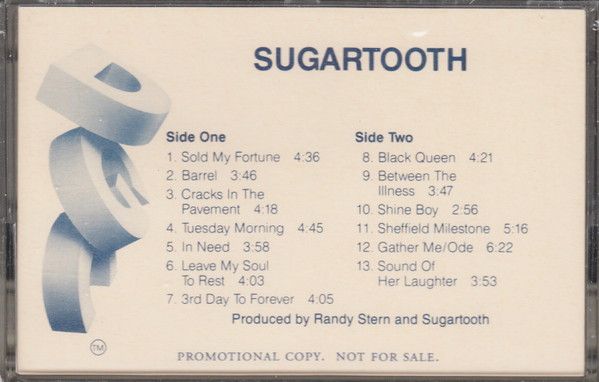 SUGARTOOTH
Side One
1. Sold My Fortune 4:36
2. Barrel 3:46
3. Cracks In The
Pavement 4:18
4. Tuesday Morning 4:45
5. In Need 3:58
6. Leave My Soul
To Rest 4:03
7. 3rd Day To Forever 4:05
Side Two
8. Black Queen 4:21
9. Between The
Illness 3:47
10. Shine Boy 2:56
11. Sheffield Milestone 5:16
12. Gather Me/Ode 6:22
13. Sound Of
Her Laughter 3:53
Produced by Randy Stern and Sugartooth
TM
PROMOTIONAL COPY. NOT FOR SALE.